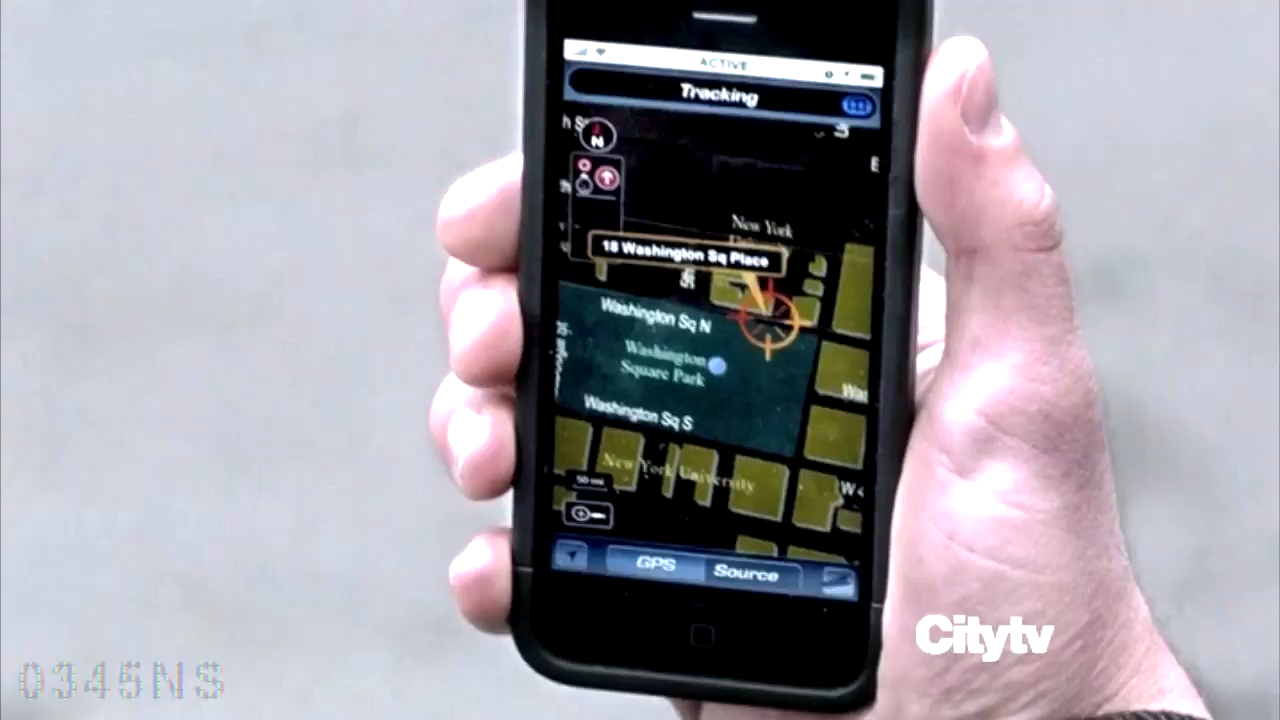 ACTIVE
Tracking
N
New York
18 Washington Sq Place
Washington Sq N
Washington
Square Park
Washington Sq S
New York University
GPS
Source
Citytv
0345NS